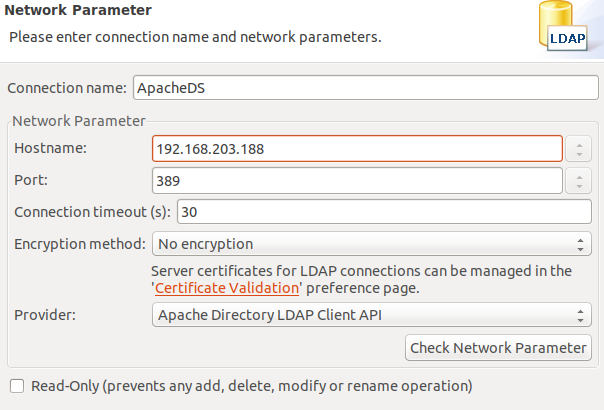 Network Parameter
Please enter connection name and network parameters.
LDAP
Connection name: ApacheDS
Network Parameter
Hostname: 192.168.203.188
Port: 389
Connection timeout (s): 30
Encryption method: No encryption
Server certificates for LDAP connections can be managed in the
'Certificate Validation' preference page.
Provider: Apache Directory LDAP Client API
Check Network Parameter
Read-Only (prevents any add, delete, modify or rename operation)